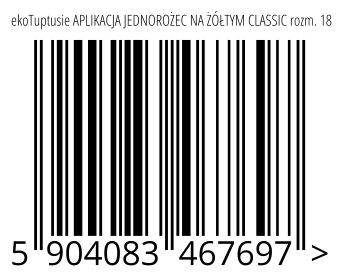 ekoTuptusie APLIKACJA JEDNOROŻEC NA ŻÓŁTYM CLASSIC rozm. 18
5 904083 467697 >